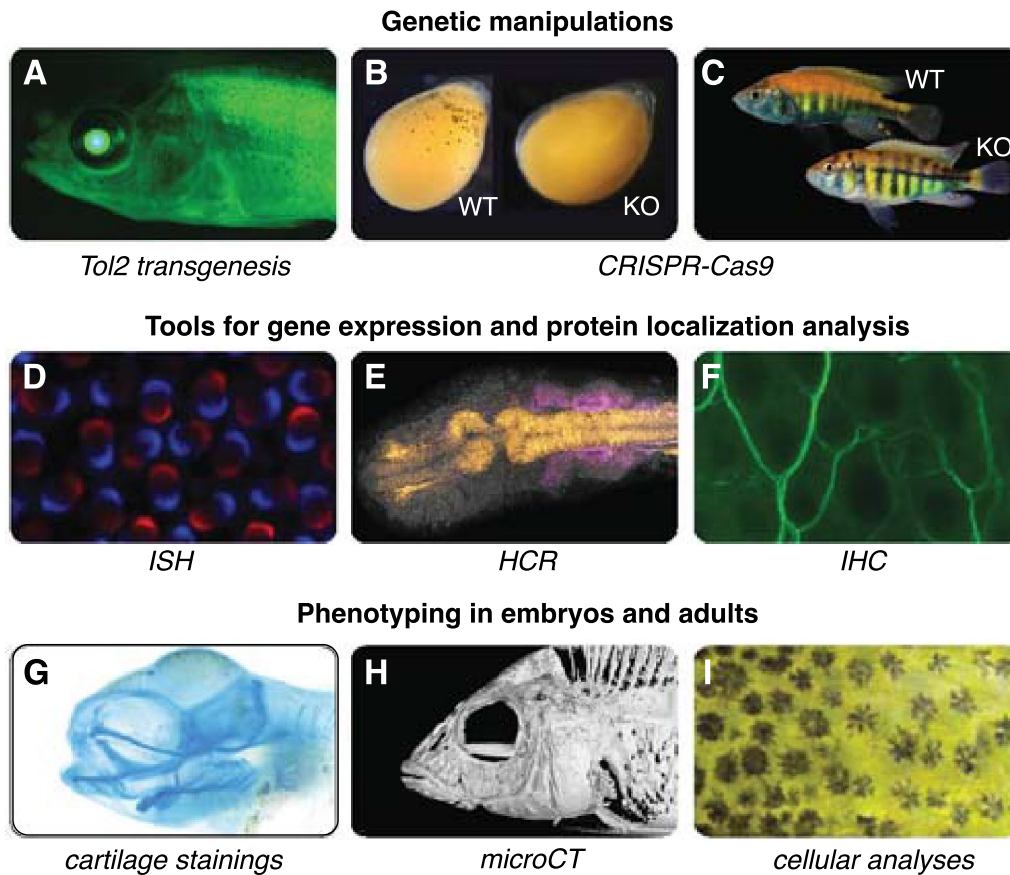 Genetic manipulations
A
B
C
WT
KO
WT
KO
Tol2 transgenesis
CRISPR-Cas9
Tools for gene expression and protein localization analysis
D
E
F
ISH
HCR
IHC
Phenotyping in embryos and adults
G
H
I
cartilage stainings
microCT
cellular analyses